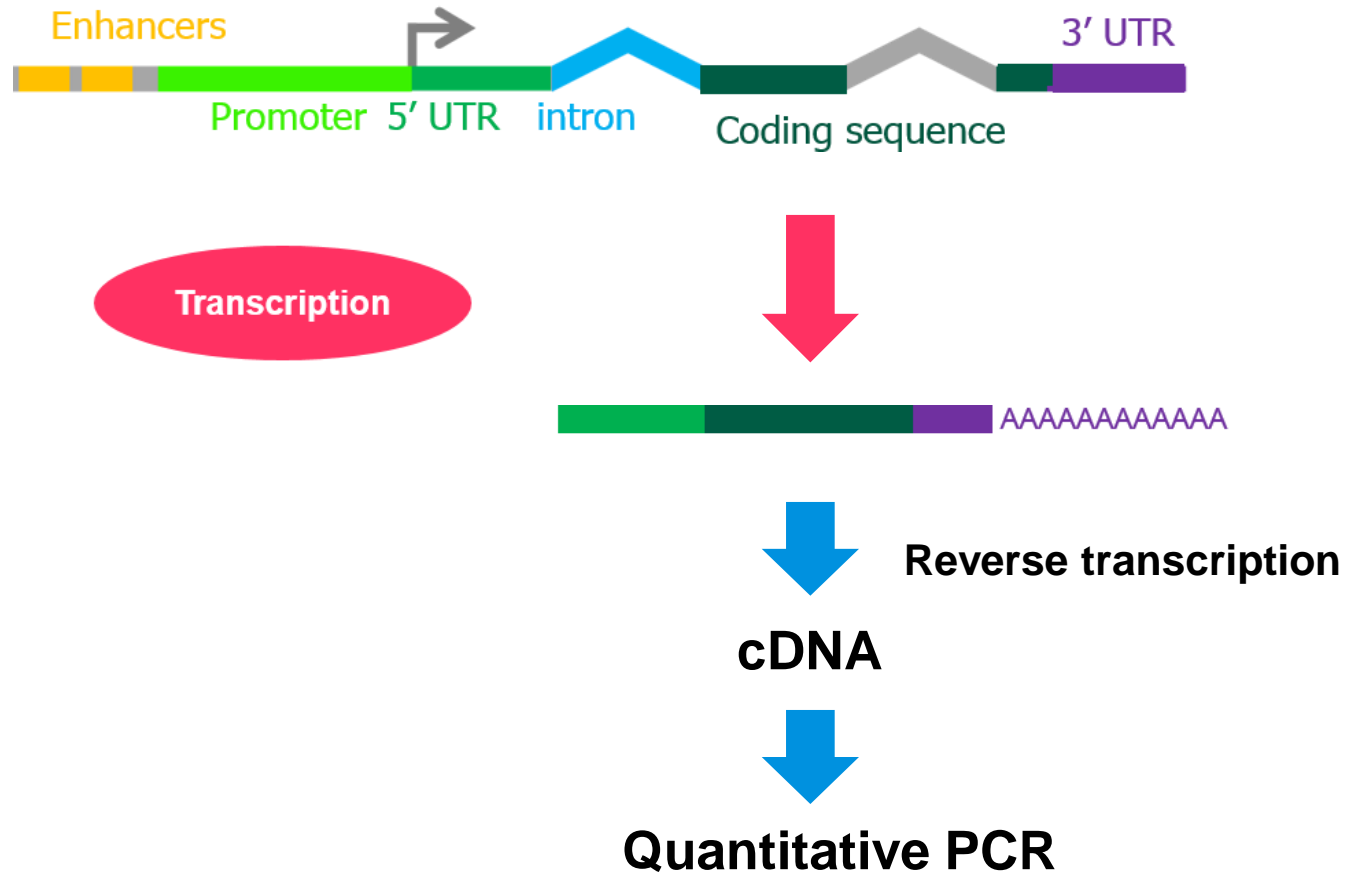 Enhancers
3′ UTR
Promoter
5′ UTR
intron
Coding sequence
Transcription
AAAAAAAAAAAA
Reverse transcription
cDNA
Quantitative PCR